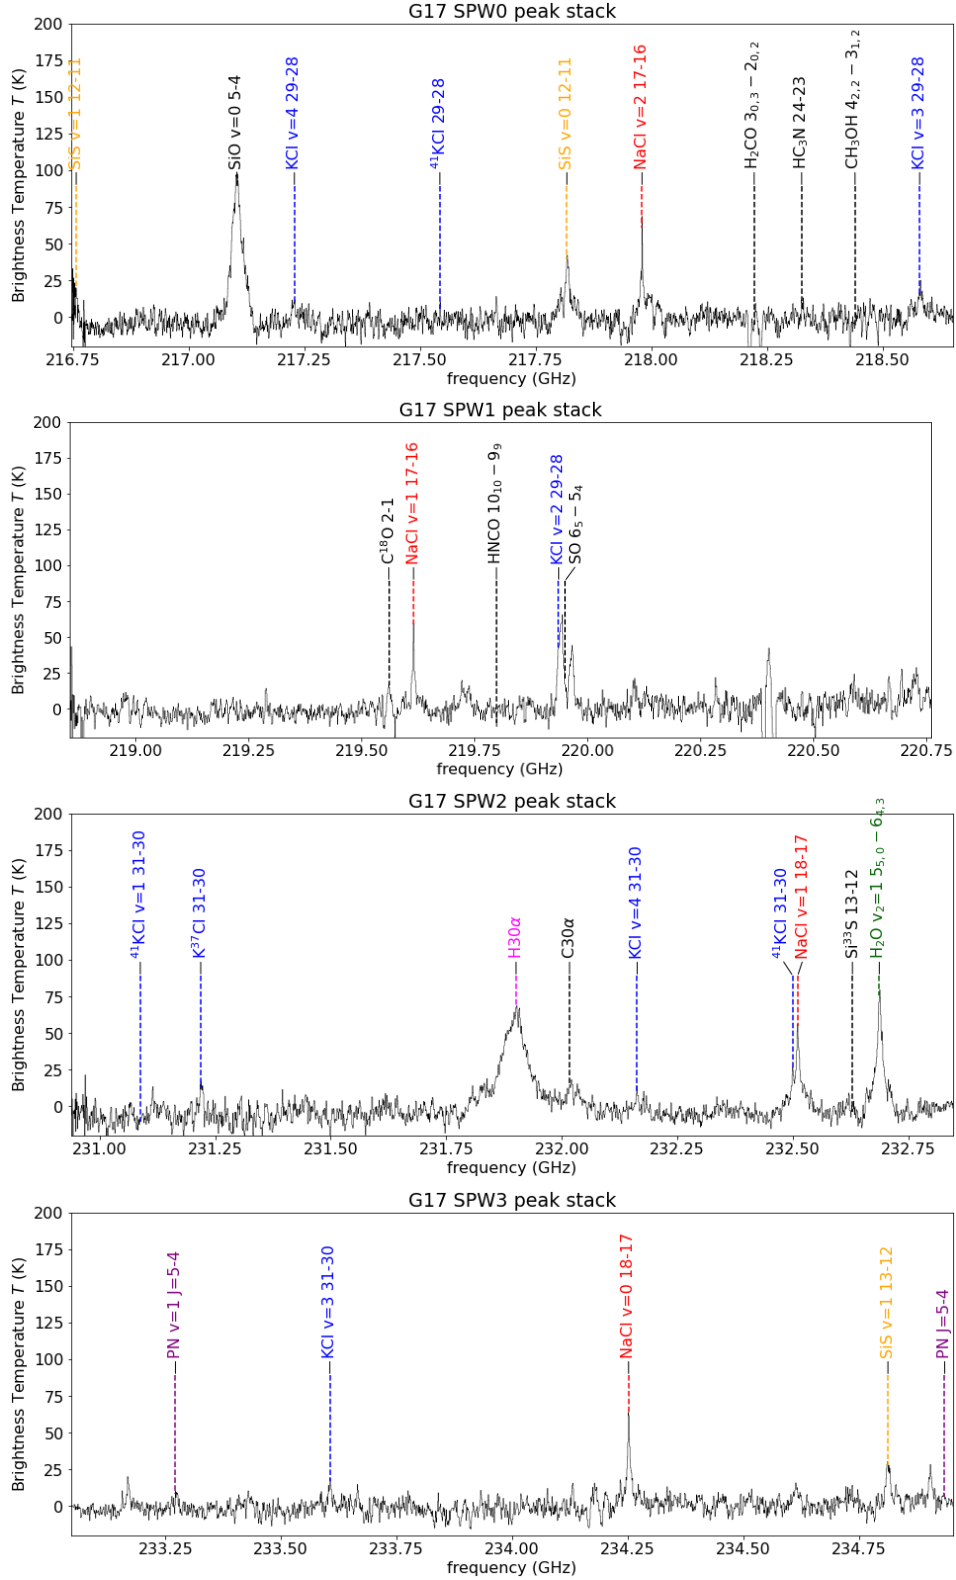 G17 SPW0 peak stack
Brightness Temperature T (K)
200
175
150
125
100
75
50
25
0
SiS v=1 12-11
SiO v=0 5-4
KCl v=4 29-28
⁴¹KCl 29-28
SiS v=0 12-11
NaCl v=2 17-16
H₂CO 3₀,₃ − 2₀,₂
HC₃N 24-23
CH₃OH 4₂,₂ − 3₁,₂
KCl v=3 29-28
216.75 217.00 217.25 217.50 217.75 218.00 218.25 218.50
frequency (GHz)
G17 SPW1 peak stack
Brightness Temperature T (K)
200
175
150
125
100
75
50
25
0
C¹⁸O 2-1
NaCl v=1 17-16
HNCO 10₁₀ − 9₉
KCl v=2 29-28
SO 6₅ − 5₄
219.00 219.25 219.50 219.75 220.00 220.25 220.50 220.75
frequency (GHz)
G17 SPW2 peak stack
Brightness Temperature T (K)
200
175
150
125
100
75
50
25
0
⁴¹KCl v=1 31-30
K³⁷Cl 31-30
H30α
C30α
KCl v=4 31-30
⁴¹KCl 31-30
NaCl v=1 18-17
Si³³S 13-12
H₂O v₂=1 5₅,₀ − 6₄,₃
231.00 231.25 231.50 231.75 232.00 232.25 232.50 232.75
frequency (GHz)
G17 SPW3 peak stack
Brightness Temperature T (K)
200
175
150
125
100
75
50
25
0
PN v=1 J=5-4
KCl v=3 31-30
NaCl v=0 18-17
SiS v=1 13-12
PN J=5-4
233.25 233.50 233.75 234.00 234.25 234.50 234.75
frequency (GHz)